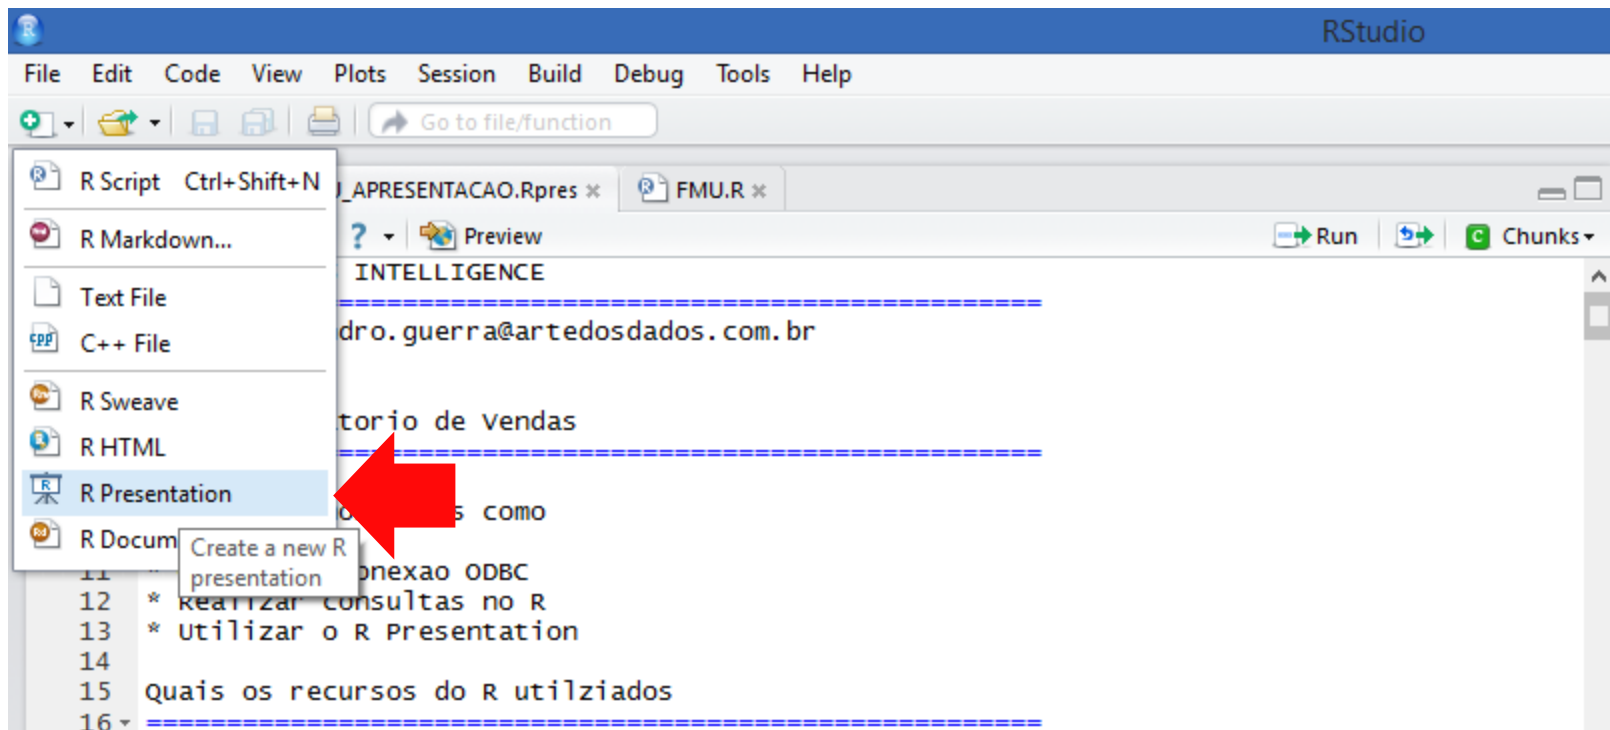 RStudio
File Edit Code View Plots Session Build Debug Tools Help
Go to file/function
R Script Ctrl+Shift+N
R Markdown...
Text File
C++ File
R Sweave
R HTML
R Presentation
R Docum
Create a new R
presentation
_APRESENTACAO.Rpres FMU.R
? Preview Run C Chunks
INTELLIGENCE
==========================================
dro.guerra@artedosdados.com.br
torio de Vendas
==========================================
s como
11 * onexao ODBC
12 * Realizar consultas no R
13 * Utilizar o R Presentation
14
15 Quais os recursos do R utilziados
16 ========================================================